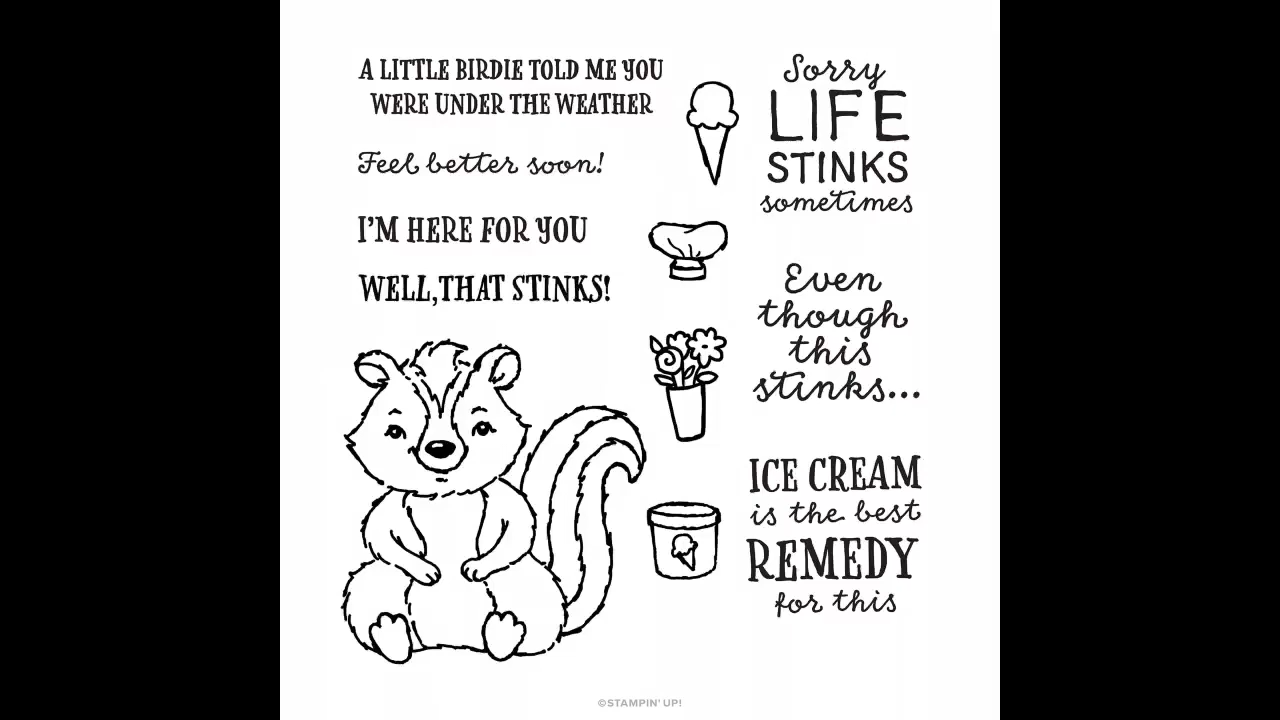 A LITTLE BIRDIE TOLD ME YOU
WERE UNDER THE WEATHER
Feel better soon!
I'M HERE FOR YOU
WELL, THAT STINKS!
Sorry
LIFE
STINKS
sometimes
Even
though
this
stinks...
ICE CREAM
is the best
REMEDY
for this
©STAMPIN' UP!